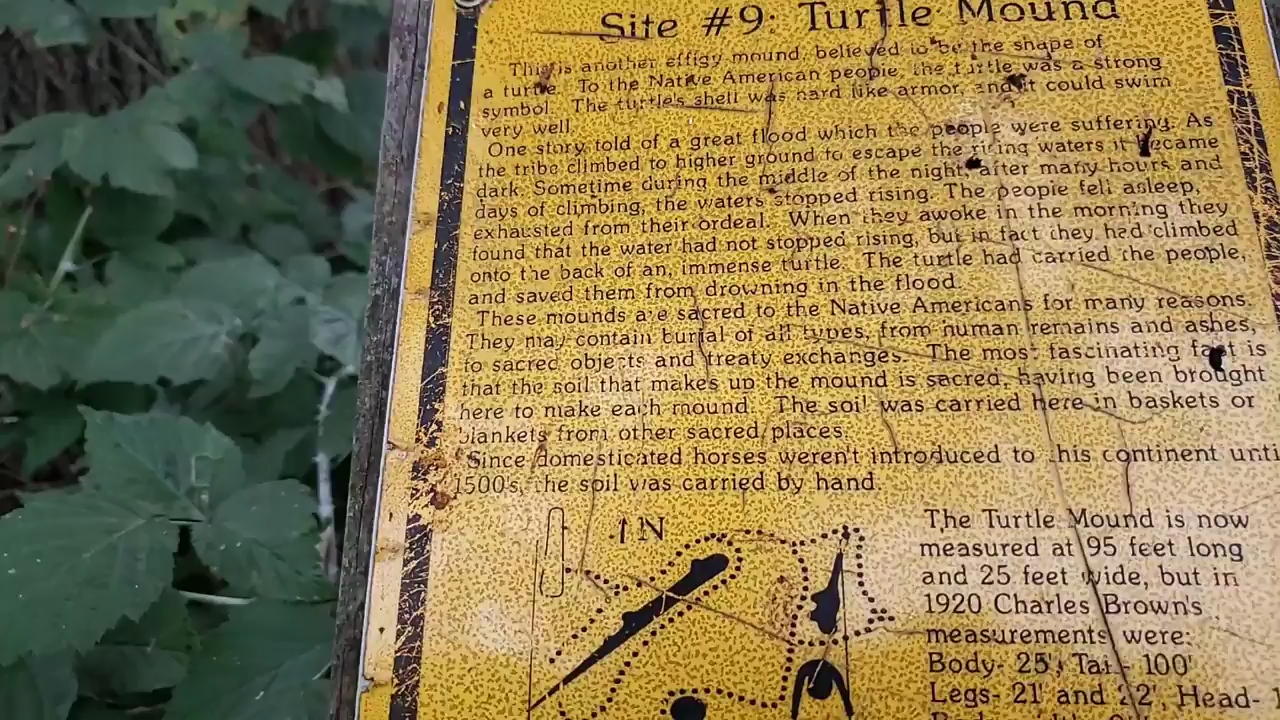 Site #9: Turtle Mound
This is another effigy mound, believed to be the shape of
a turtle. To the Native American people, the turtle was a strong
symbol. The turtle's shell was hard like armor, and it could swim
very well.
One story told of a great flood which the people were suffering. As
the tribe climbed to higher ground to escape the rising waters it became
dark. Sometime during the middle of the night, after many hours and
days of climbing, the waters stopped rising. The people fell asleep,
exhausted from their ordeal. When they awoke in the morning they
found that the water had not stopped rising, but in fact they had climbed
onto the back of an, immense turtle. The turtle had carried the people,
and saved them from drowning in the flood.
These mounds are sacred to the Native Americans for many reasons.
They may contain burial of all types, from human remains and ashes,
to sacred objects and treaty exchanges. The most fascinating fact is
that the soil that makes up the mound is sacred, having been brought
here to make each mound. The soil was carried here in baskets or
blankets from other sacred places.
Since domesticated horses weren't introduced to this continent unti
1500's, the soil was carried by hand.
↑N
The Turtle Mound is now
measured at 95 feet long
and 25 feet wide, but in
1920 Charles Brown's
measurements were:
Body- 25', Tail- 100'
Legs- 21' and 22', Head-